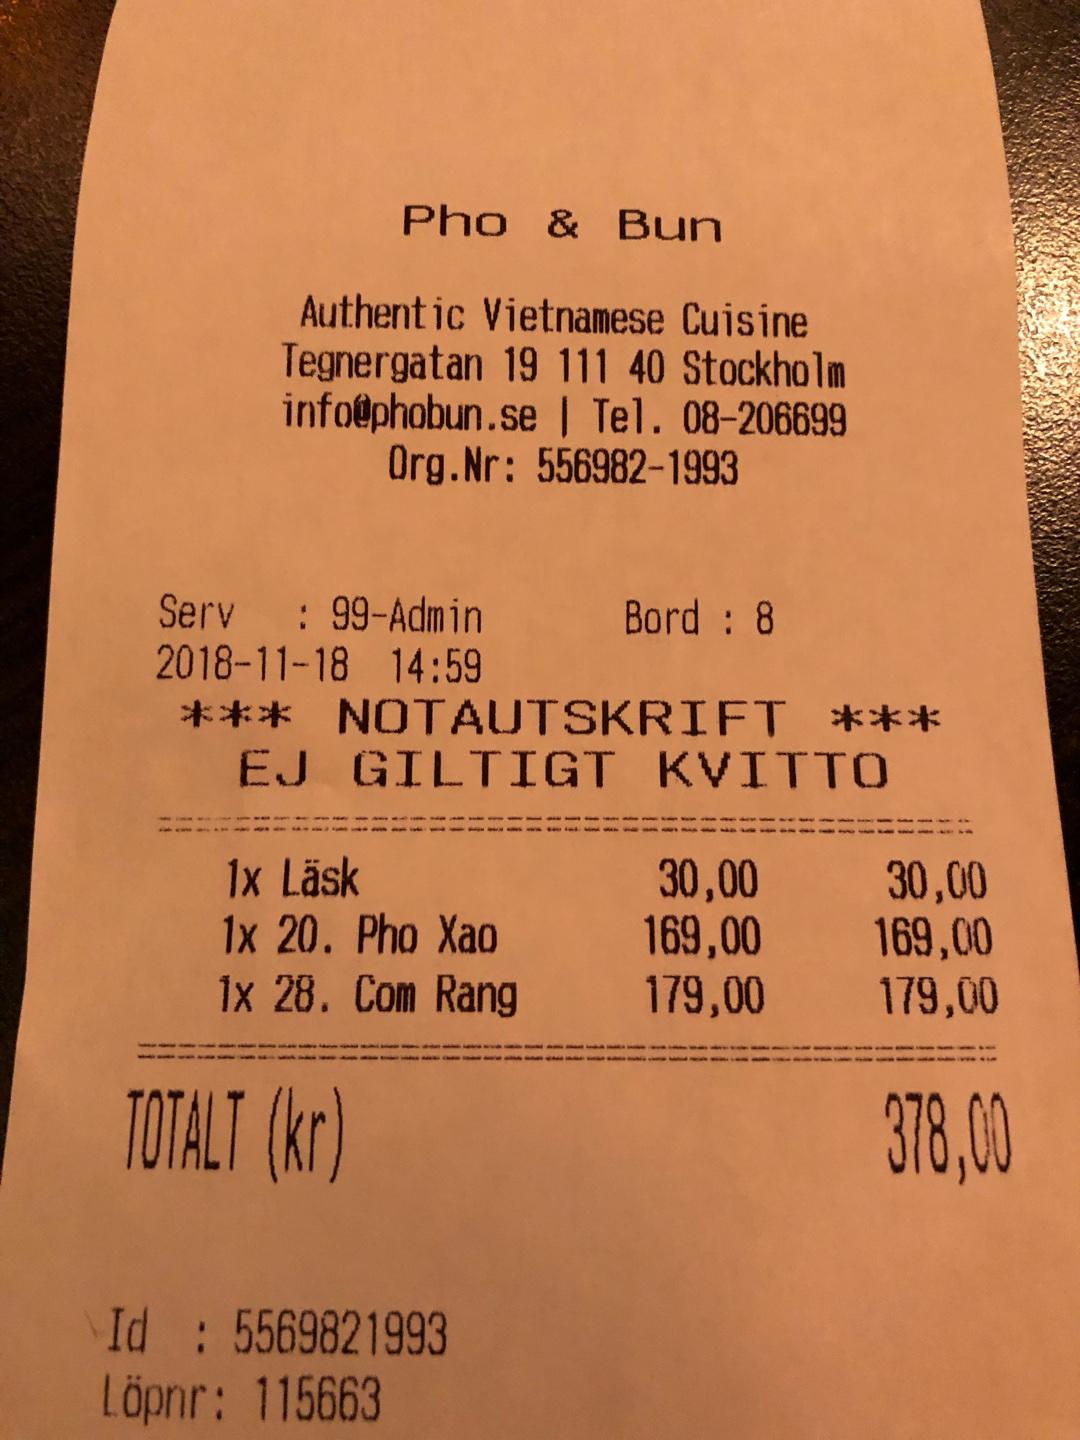 Pho & Bun
Authentic Vietnamese Cuisine
Tegnergatan 19 111 40 Stockholm
info@phobun.se | Tel. 08-206699
Org.Nr: 556982-1993
Serv : 99-Admin Bord : 8
2018-11-18 14:59
*** NOTAUTSKRIFT ***
EJ GILTIGT KVITTO
1x Läsk 30,00 30,00
1x 20. Pho Xao 169,00 169,00
1x 28. Com Rang 179,00 179,00
TOTALT (kr) 378,00
Id : 5569821993
Löpnr: 115663